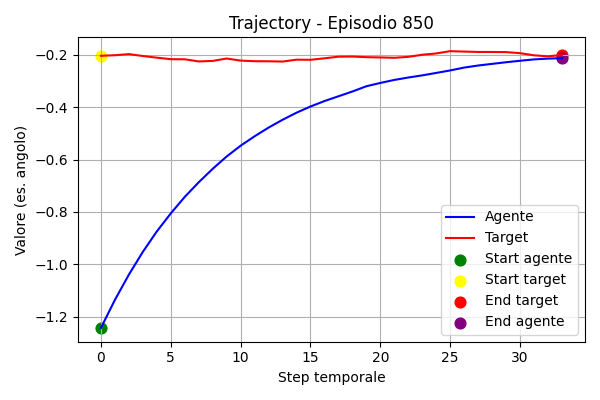 Trajectory - Episodio 850
Valore (es. angolo)
−0.2
−0.4
−0.6
−0.8
−1.0
−1.2
0
5
10
15
20
25
30
Step temporale
Agente
Target
Start agente
Start target
End target
End agente